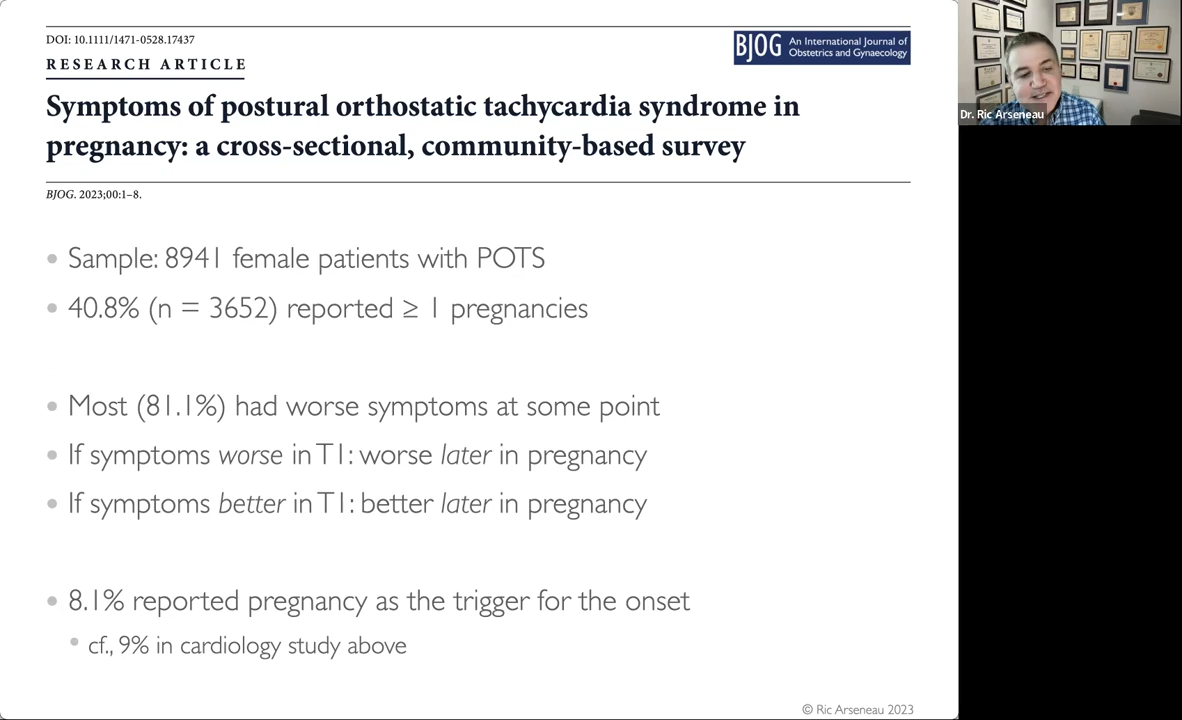 DOI: 10.1111/1471-0528.17437
RESEARCH ARTICLE
BJOG An International Journal of
Obstetrics and Gynaecology
Symptoms of postural orthostatic tachycardia syndrome in
pregnancy: a cross-sectional, community-based survey
BJOG. 2023;00:1–8.
• Sample: 8941 female patients with POTS
• 40.8% (n = 3652) reported ≥ 1 pregnancies
• Most (81.1%) had worse symptoms at some point
• If symptoms worse in T1: worse later in pregnancy
• If symptoms better in T1: better later in pregnancy
• 8.1% reported pregnancy as the trigger for the onset
• cf., 9% in cardiology study above
© Ric Arseneau 2023
Dr. Ric Arseneau